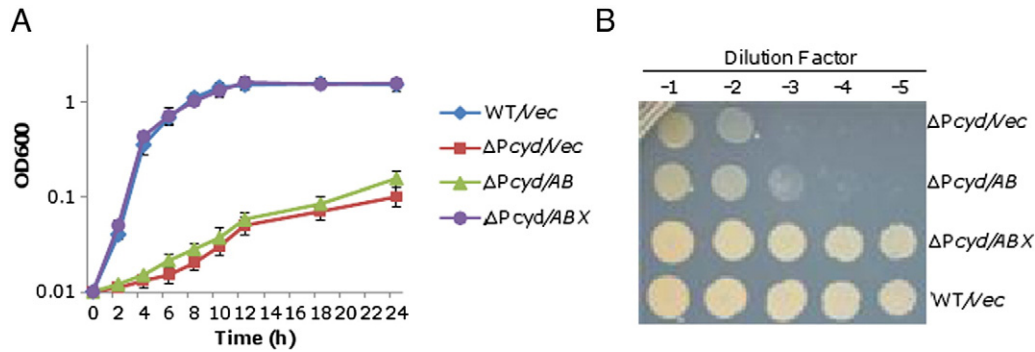 A
OD600
1
0.1
0.01
0 2 4 6 8 10 12 14 16 18 20 22 24
Time (h)
WT/Vec
ΔPcyd/Vec
ΔPcyd/AB
ΔPcyd/ABX
B
Dilution Factor
-1 -2 -3 -4 -5
ΔPcyd/Vec
ΔPcyd/AB
ΔPcyd/ABX
WT/Vec